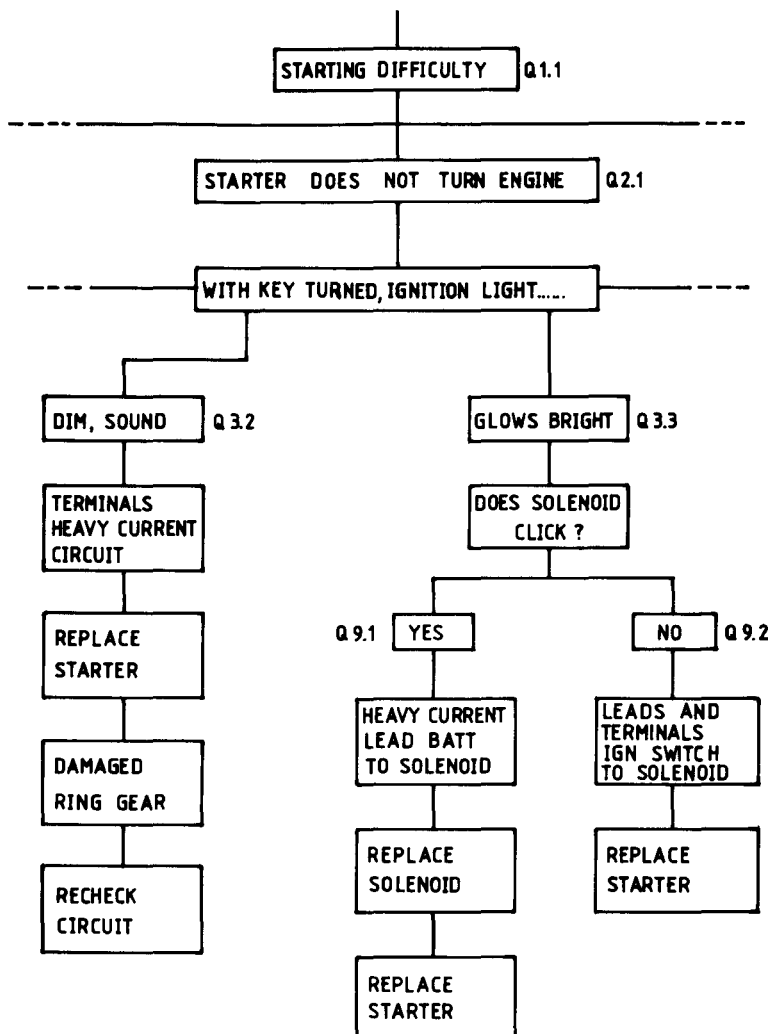 STARTING DIFFICULTY Q1.1
STARTER DOES NOT TURN ENGINE Q2.1
WITH KEY TURNED, IGNITION LIGHT......
DIM, SOUND Q3.2
GLOWS BRIGHT Q3.3
TERMINALS
HEAVY CURRENT
CIRCUIT
DOES SOLENOID
CLICK ?
REPLACE
STARTER
Q9.1 YES
NO Q9.2
DAMAGED
RING GEAR
HEAVY CURRENT
LEAD BATT
TO SOLENOID
LEADS AND
TERMINALS
IGN SWITCH
TO SOLENOID
RECHECK
CIRCUIT
REPLACE
SOLENOID
REPLACE
STARTER
REPLACE
STARTER